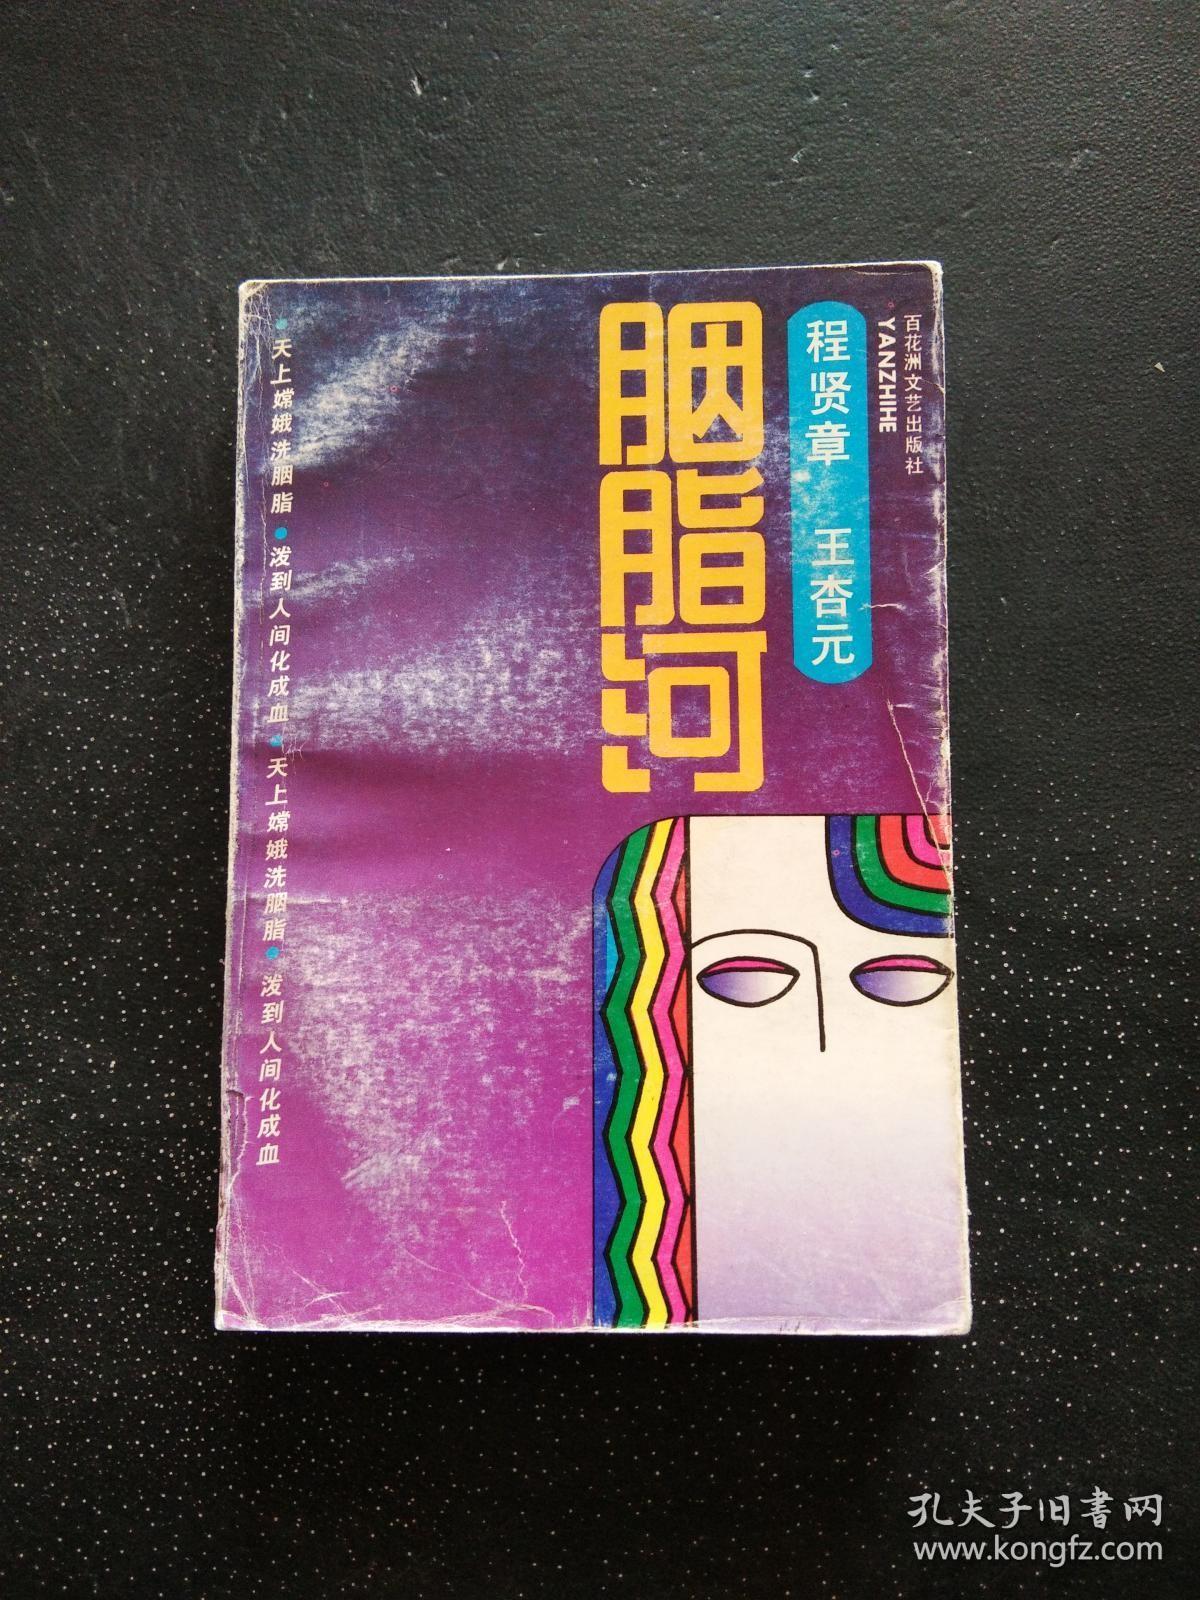 百花洲文艺出版社
YANZHIHE
程贤章 王杏元
胭脂河
•天上嫦娥洗胭脂•泼到人间化成血•天上嫦娥洗胭脂•泼到人间化成血
孔夫子旧书网
www.kongfz.com